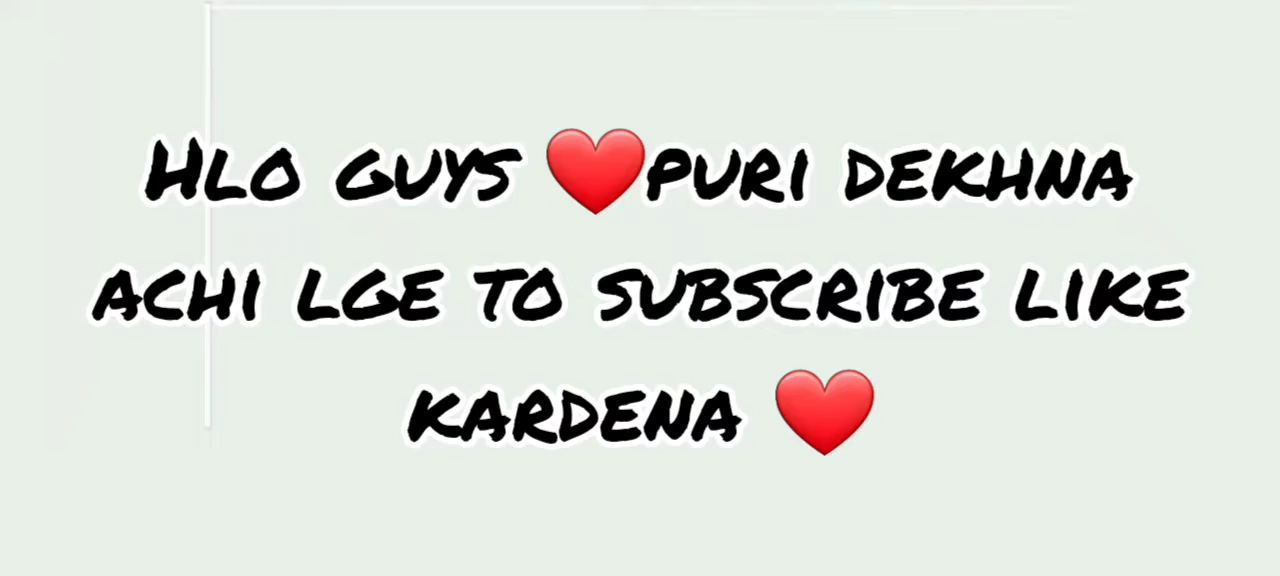 Hlo guys ❤️puri dekhna
achi lge to subscribe like
kardena ❤️